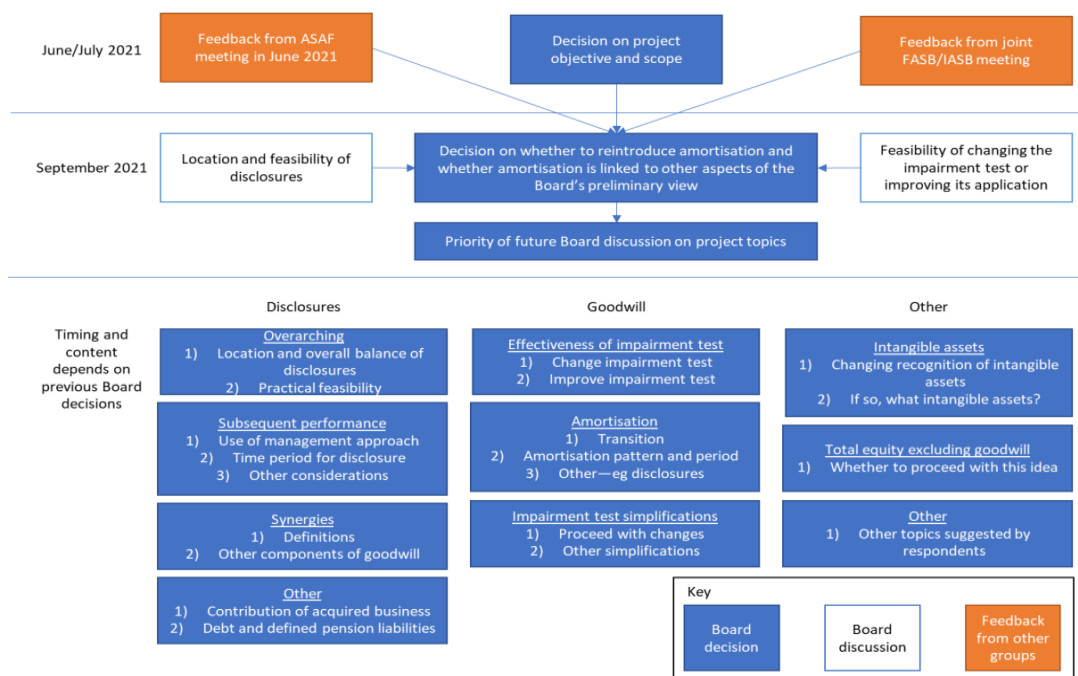 June/July 2021
Feedback from ASAF
meeting in June 2021
Decision on project
objective and scope
Feedback from joint
FASB/IASB meeting
September 2021
Location and feasibility of
disclosures
Decision on whether to reintroduce amortisation and
whether amortisation is linked to other aspects of the
Board's preliminary view
Feasibility of changing the
impairment test or
improving its application
Priority of future Board discussion on project topics
Timing and
content
depends on
previous Board
decisions
Disclosures
Overarching
1) Location and overall balance of
disclosures
2) Practical feasibility
Subsequent performance
1) Use of management approach
2) Time period for disclosure
3) Other considerations
Synergies
1) Definitions
2) Other components of goodwill
Other
1) Contribution of acquired business
2) Debt and defined pension liabilities
Goodwill
Effectiveness of impairment test
1) Change impairment test
2) Improve impairment test
Amortisation
1) Transition
2) Amortisation pattern and period
3) Other—eg disclosures
Impairment test simplifications
1) Proceed with changes
2) Other simplifications
Other
Intangible assets
1) Changing recognition of intangible
assets
2) If so, what intangible assets?
Total equity excluding goodwill
1) Whether to proceed with this idea
Other
1) Other topics suggested by
respondents
Key
Board
decision
Board
discussion
Feedback
from other
groups